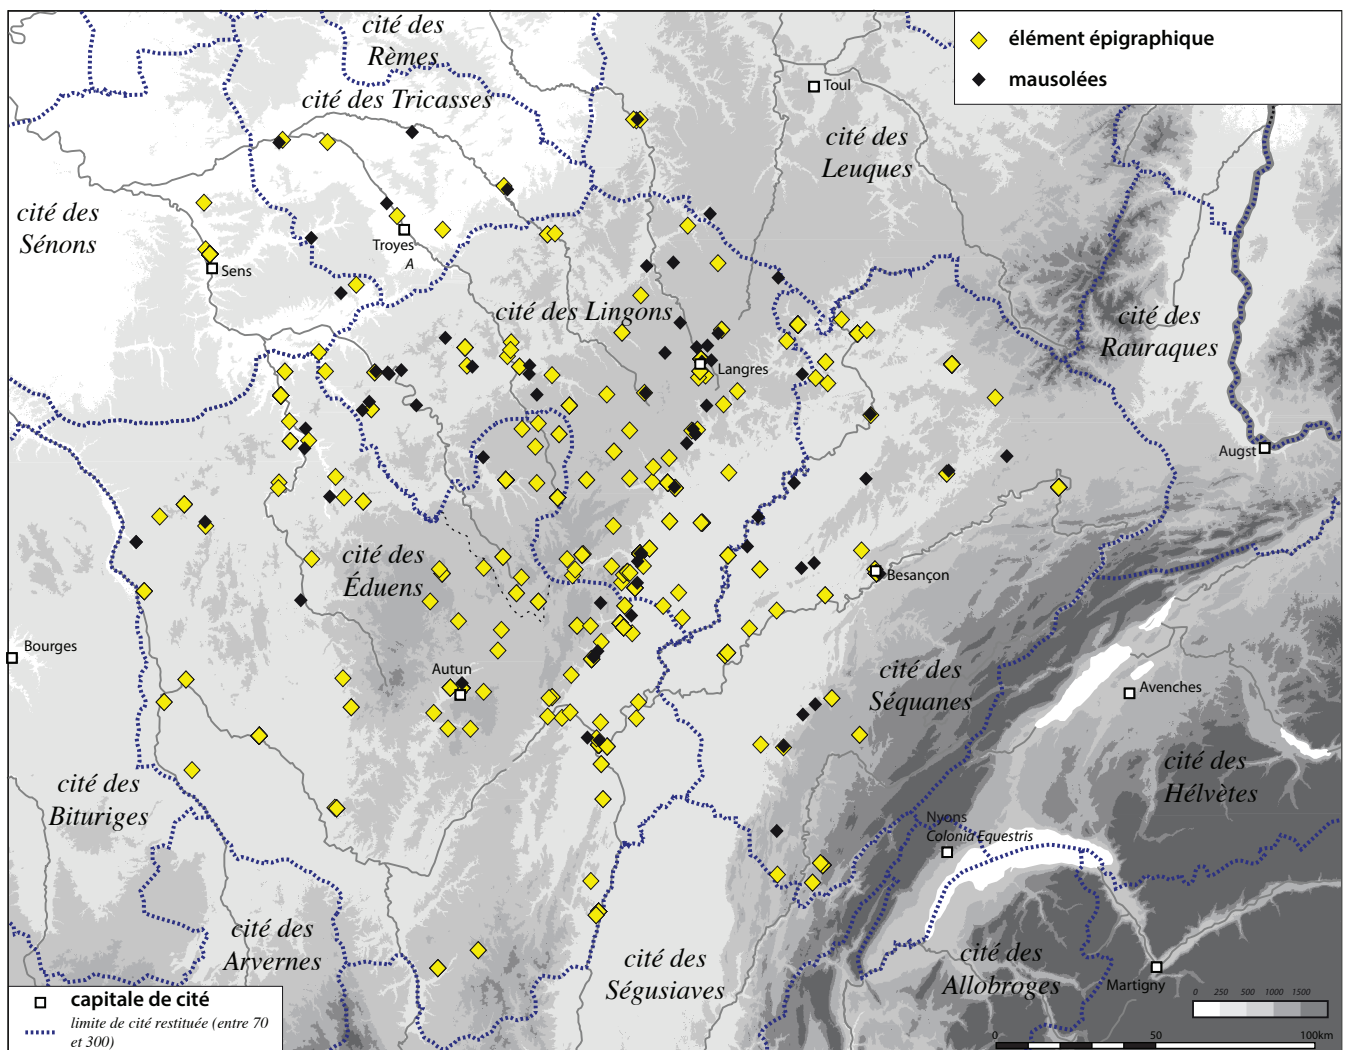 cité des
Rèmes
élément épigraphique
mausolées
cité des Tricasses
Toul
cité des
Leuques
cité des
Sénons
Troyes
A
Sens
cité des Lingons
cité des
Rauraques
Langres
Augst
cité des
Éduens
Besançon
Bourges
Autun
cité des
Séquanes
Avenches
cité des
Bituriges
cité des
Hélvètes
Nyons
Colonia Equestris
cité des
Arvernes
cité des
Ségusiaves
cité des
Allobroges
Martigny
capitale de cité
limite de cité restituée (entre 70
et 300)
0 250 500 1000 1500
0 50 100km